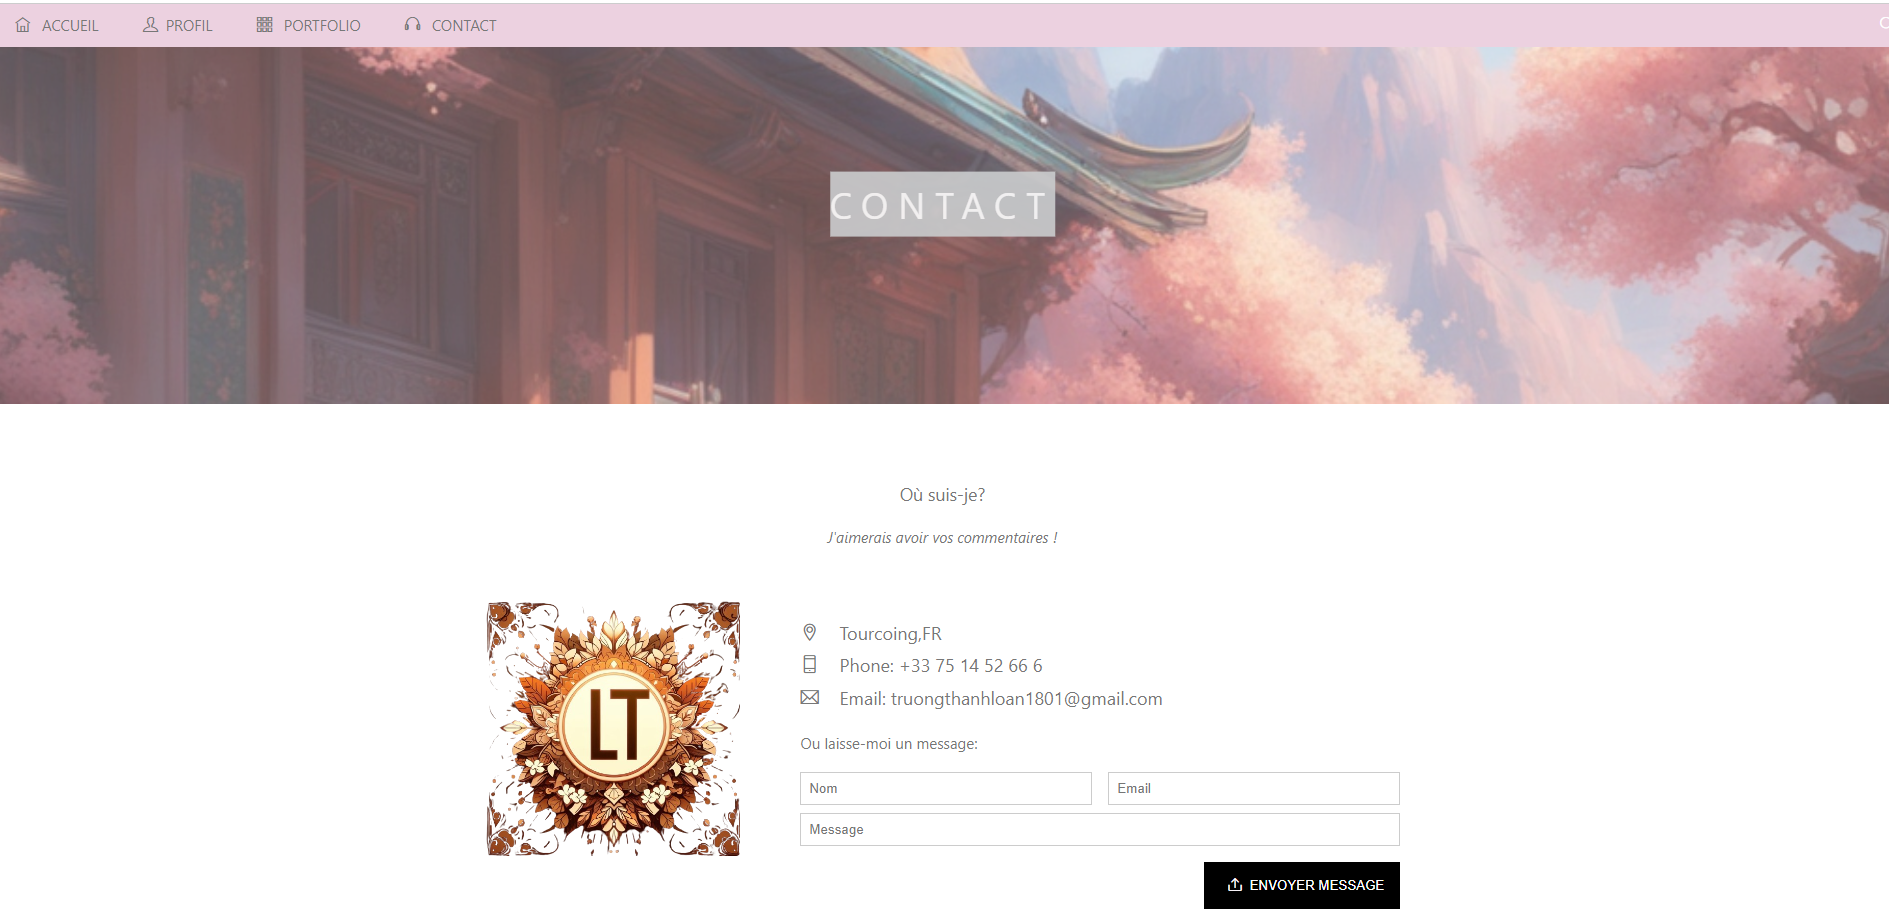 ACCUEIL PROFIL PORTFOLIO CONTACT
CONTACT
Où suis-je?
J'aimerais avoir vos commentaires !
LT
Tourcoing,FR
Phone: +33 75 14 52 66 6
Email: truongthanhloan1801@gmail.com
Ou laisse-moi un message:
Nom Email
Message
ENVOYER MESSAGE